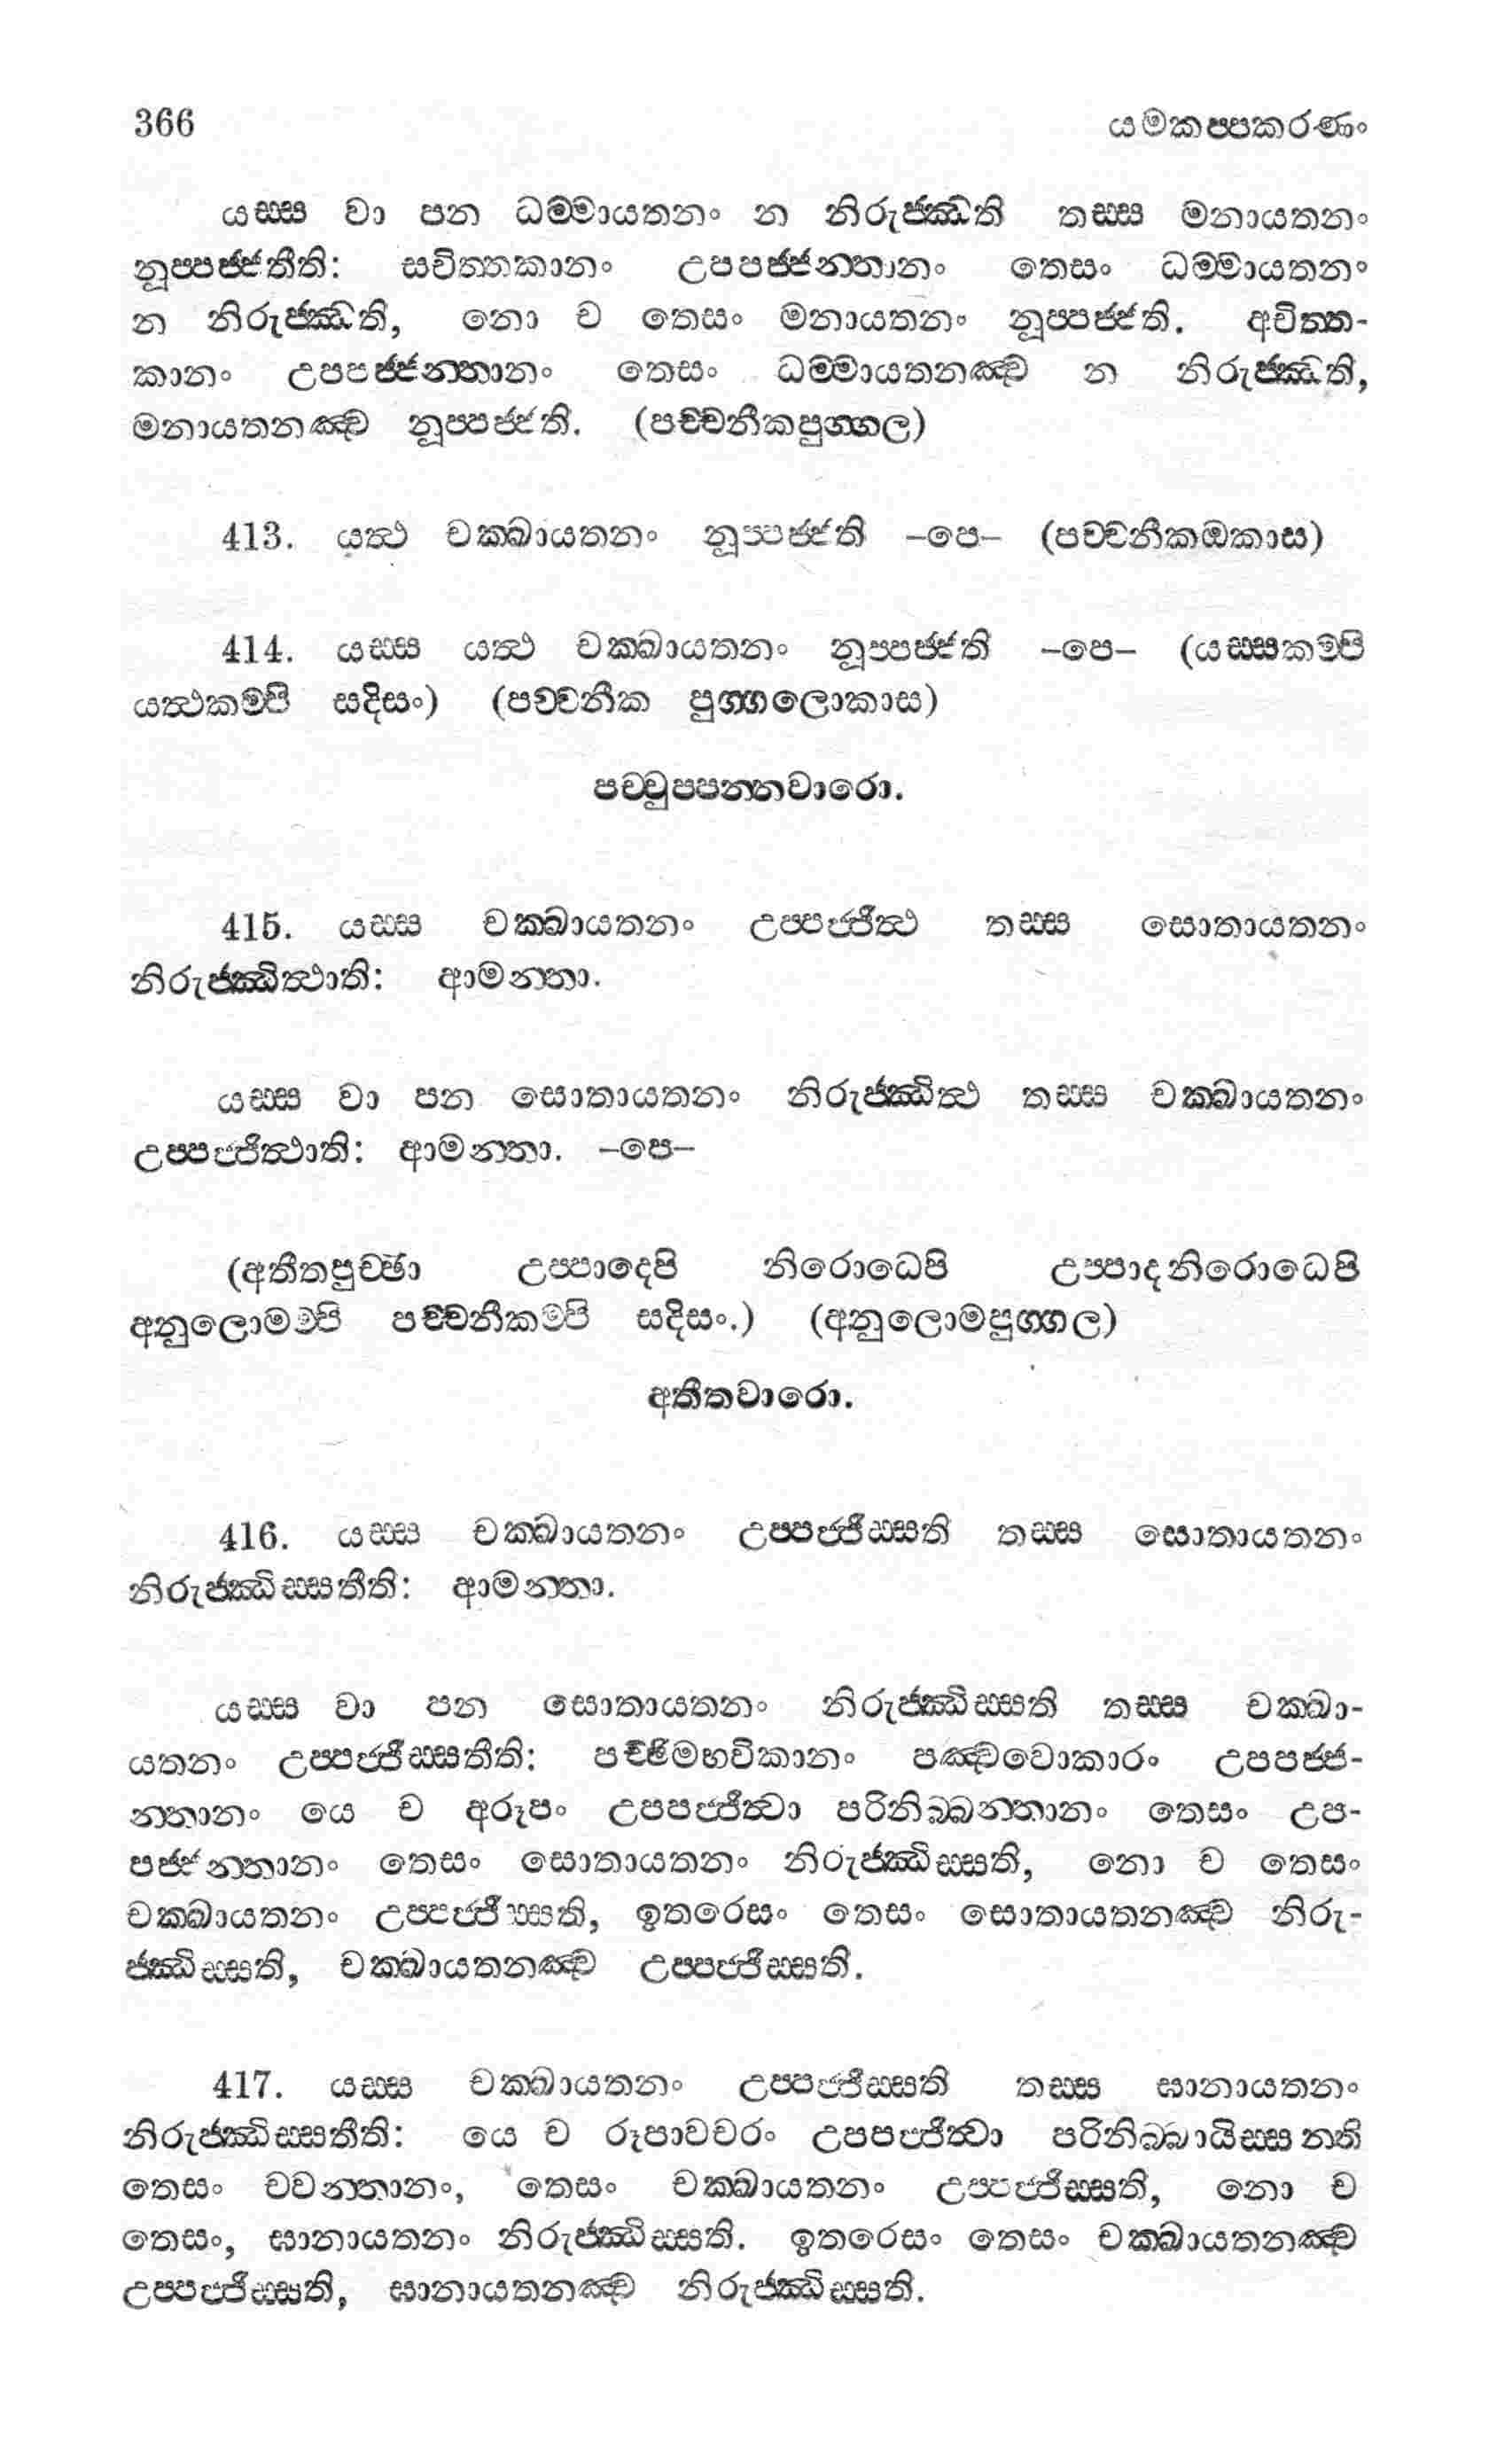 366 යමකප්පකරණං
යස්ස වා පන ධම්මායතනං න නිරුජ්ඣති තස්ස මනායතනං
නූප්පජ්ජතීති: සචිත්තකානං උපපජ්ජන්තානං තෙසං ධම්මායතනං
න නිරුජ්ඣති, නො ච තෙසං මනායතනං නූප්පජ්ජති. අචිත්ත-
කානං උපපජ්ජන්තානං තෙසං ධම්මායතනඤ්ච න නිරුජ්ඣති,
මනායතනඤ්ච නූප්පජ්ජති. (පච්චනීකපුග්ගල)
413. යත්ථ චක්ඛායතනං නූප්පජ්ජති –පෙ– (පච්චනීකඔකාස)
414. යස්ස යත්ථ චක්ඛායතනං නූප්පජ්ජති –පෙ– (යස්සකම්පි
යත්ථකම්පි සදිසං) (පච්චනීක පුග්ගලොකාස)
පච්චුප්පන්නවාරො.
415. යස්ස චක්ඛායතනං උප්පජ්ජිත්ථ තස්ස සොතායතනං
නිරුජ්ඣිත්ථාති: ආමන්තා.
යස්ස වා පන සොතායතනං නිරුජ්ඣිත්ථ තස්ස චක්ඛායතනං
උප්පජ්ජිත්ථාති: ආමන්තා. –පෙ–
(අතීතපුච්ඡා උප්පාදෙපි නිරොධෙපි උප්පාදනිරොධෙපි
අනුලොමම්පි පච්චනීකම්පි සදිසං.) (අනුලොමපුග්ගල)
අතීතවාරො.
416. යස්ස චක්ඛායතනං උප්පජ්ජිස්සති තස්ස සොතායතනං
නිරුජ්ඣිස්සතීති: ආමන්තා.
යස්ස වා පන සොතායතනං නිරුජ්ඣිස්සති තස්ස චක්ඛා-
යතනං උප්පජ්ජිස්සතීති: පච්ඡිමභවිකානං පඤ්චවොකාරං උපපජ්ජ-
න්තානං යෙ ච අරූපං උපපජ්ජිත්වා පරිනිබ්බන්තානං තෙසං උප-
පජ්ජන්තානං තෙසං සොතායතනං නිරුජ්ඣිස්සති, නො ච තෙසං
චක්ඛායතනං උප්පජ්ජිස්සති, ඉතරෙසං තෙසං සොතායතනඤ්ච නිරු-
ජ්ඣිස්සති, චක්ඛායතනඤ්ච උප්පජ්ජිස්සති.
417. යස්ස චක්ඛායතනං උප්පජ්ජිස්සති තස්ස ඝානායතනං
නිරුජ්ඣිස්සතීති: යෙ ච රූපාවචරං උපපජ්ජිත්වා පරිනිබ්බායිස්සන්ති
තෙසං චවන්තානං, තෙසං චක්ඛායතනං උප්පජ්ජිස්සති, නො ච
තෙසං, ඝානායතනං නිරුජ්ඣිස්සති. ඉතරෙසං තෙසං චක්ඛායතනඤ්ච
උප්පජ්ජිස්සති, ඝානායතනඤ්ච නිරුජ්ඣිස්සති.